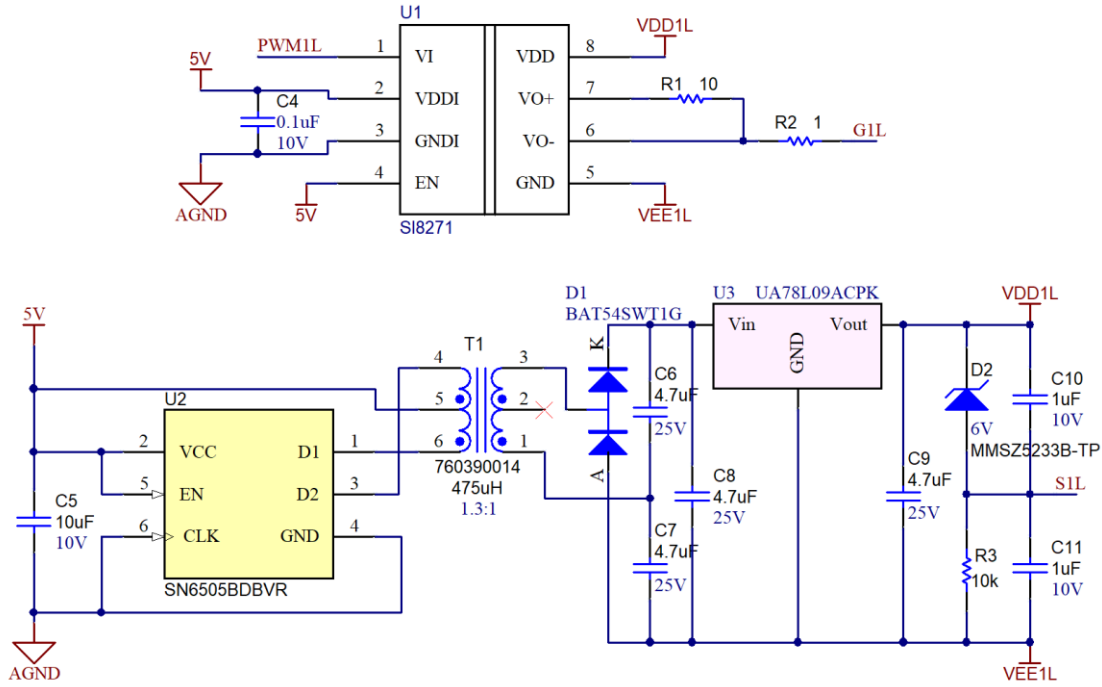 U1
PWM1L
1
VI
VDD
8
VDD1L
5V
2
VDDI
VO+
7
R1 10
C4
0.1uF
10V
3
GNDI
VO-
6
R2 1
G1L
4
EN
GND
5
AGND
5V
VEE1L
SI8271
D1
BAT54SWT1G
U3 UA78L09ACPK
VDD1L
5V
Vin
Vout
GND
K
T1
4
3
D2
C6
4.7uF
25V
C10
1uF
10V
6V
MMSZ5233B-TP
U2
5
2
2
VCC
D1
1
6
1
A
760390014
475uH
1.3:1
5
EN
D2
3
C8
4.7uF
25V
C9
4.7uF
25V
S1L
C5
10uF
10V
6
CLK
GND
4
C7
4.7uF
25V
R3
10k
C11
1uF
10V
SN6505BDBVR
AGND
VEE1L